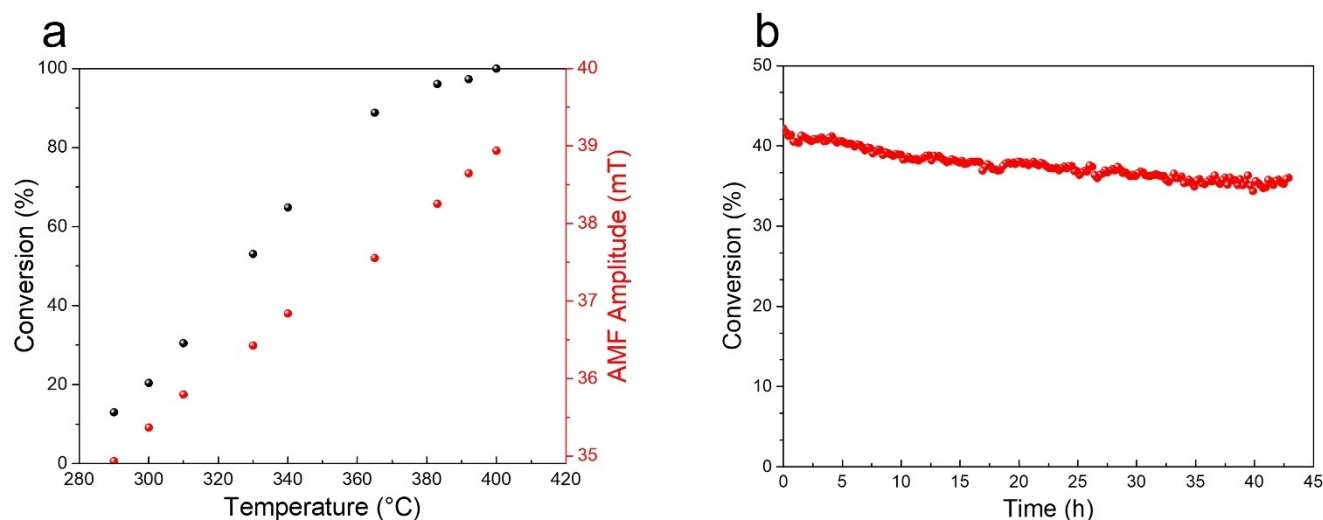 a
100
80
60
40
20
0
Conversion (%)
280 300 320 340 360 380 400 420
Temperature (°C)
40
39
38
37
36
35
AMF Amplitude (mT)
b
50
40
30
20
10
0
Conversion (%)
0 5 10 15 20 25 30 35 40 45
Time (h)